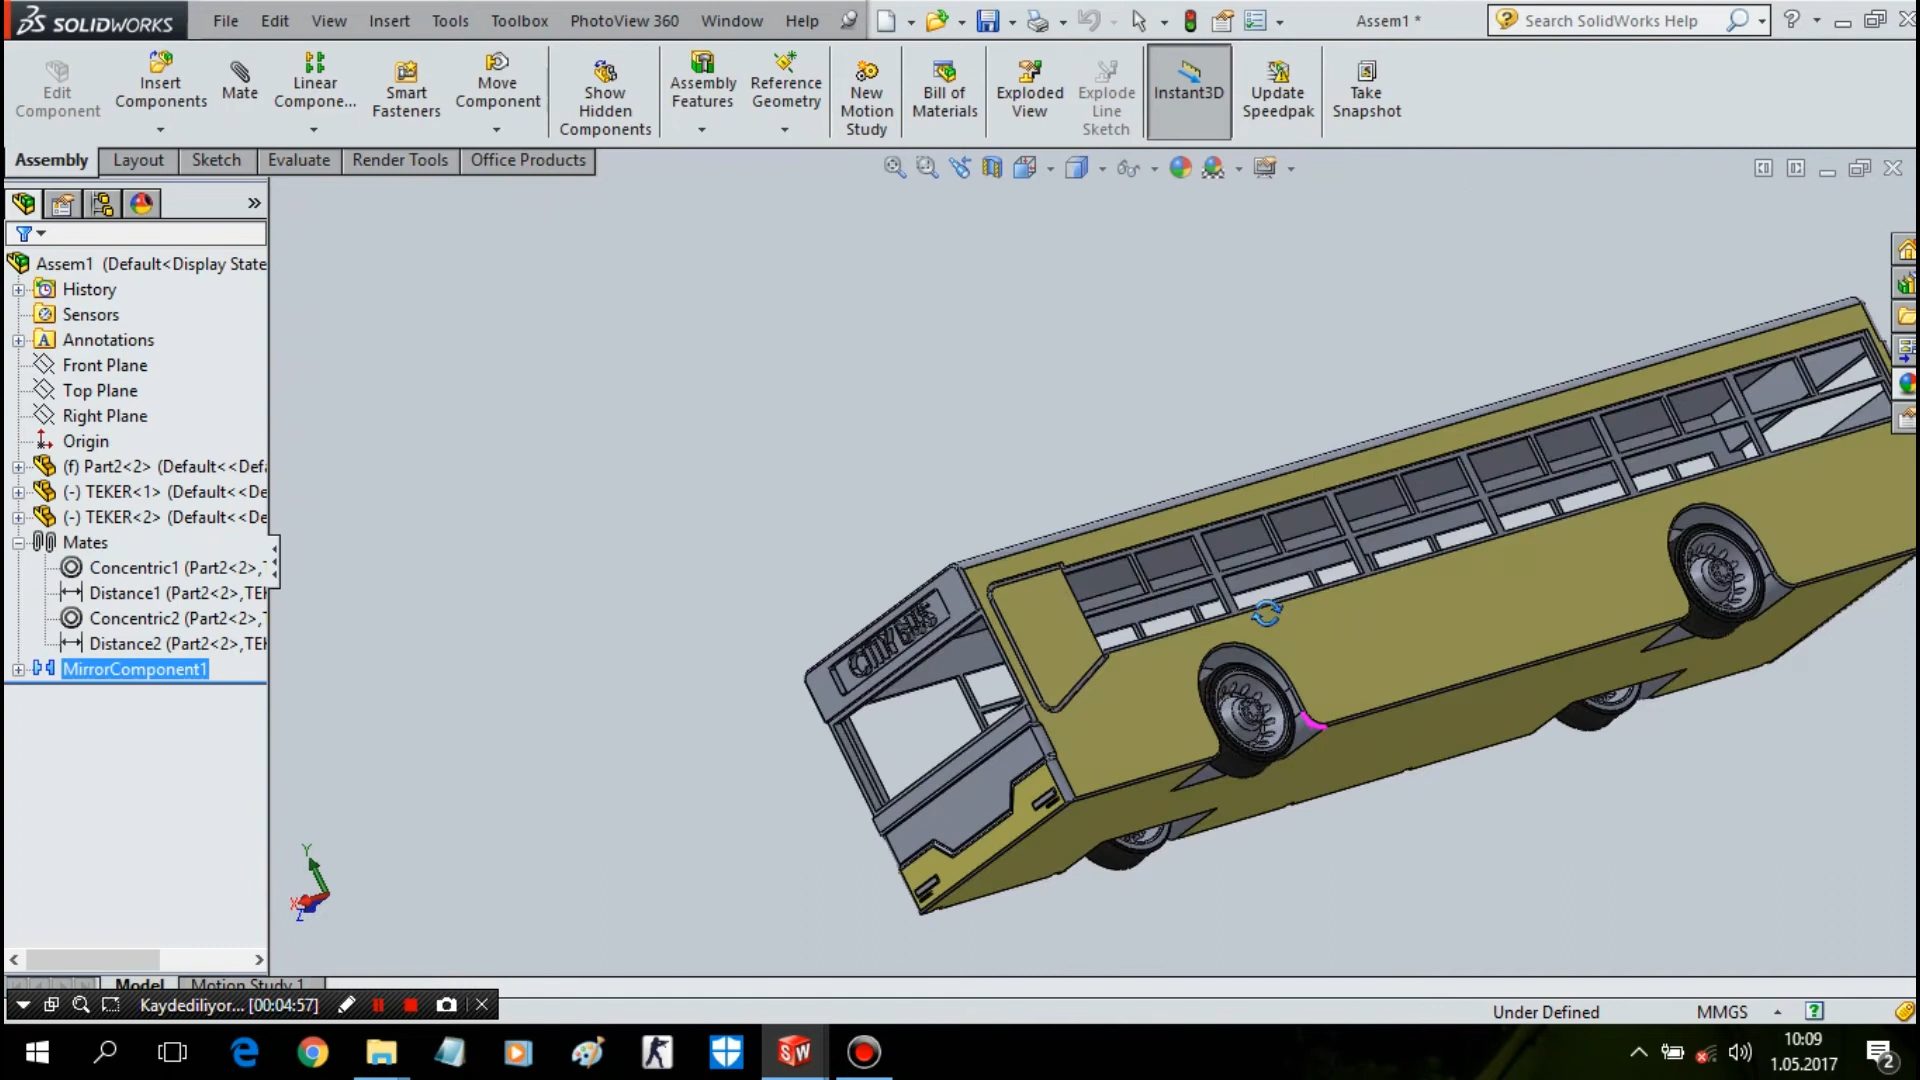 SOLIDWORKS File Edit View Insert Tools Toolbox PhotoView 360 Window Help Assem1 * Search SolidWorks Help
Edit Component
Insert Components
Mate
Linear Compone...
Smart Fasteners
Move Component
Show Hidden Components
Assembly Features
Reference Geometry
New Motion Study
Bill of Materials
Exploded View
Explode Line Sketch
Instant3D
Update Speedpak
Take Snapshot
Assembly Layout Sketch Evaluate Render Tools Office Products
Assem1 (Default<Display State
History
Sensors
Annotations
Front Plane
Top Plane
Right Plane
Origin
(f) Part2<2> (Default<<Defa
(-) TEKER<1> (Default<<De
(-) TEKER<2> (Default<<De
Mates
Concentric1 (Part2<2>,T
Distance1 (Part2<2>,TEK
Concentric2 (Part2<2>,T
Distance2 (Part2<2>,TEK
MirrorComponent1
Y
X
Z
Model Motion Study 1
Kaydediliyor... [00:04:57]
Under Defined MMGS
10:09
1.05.2017
2